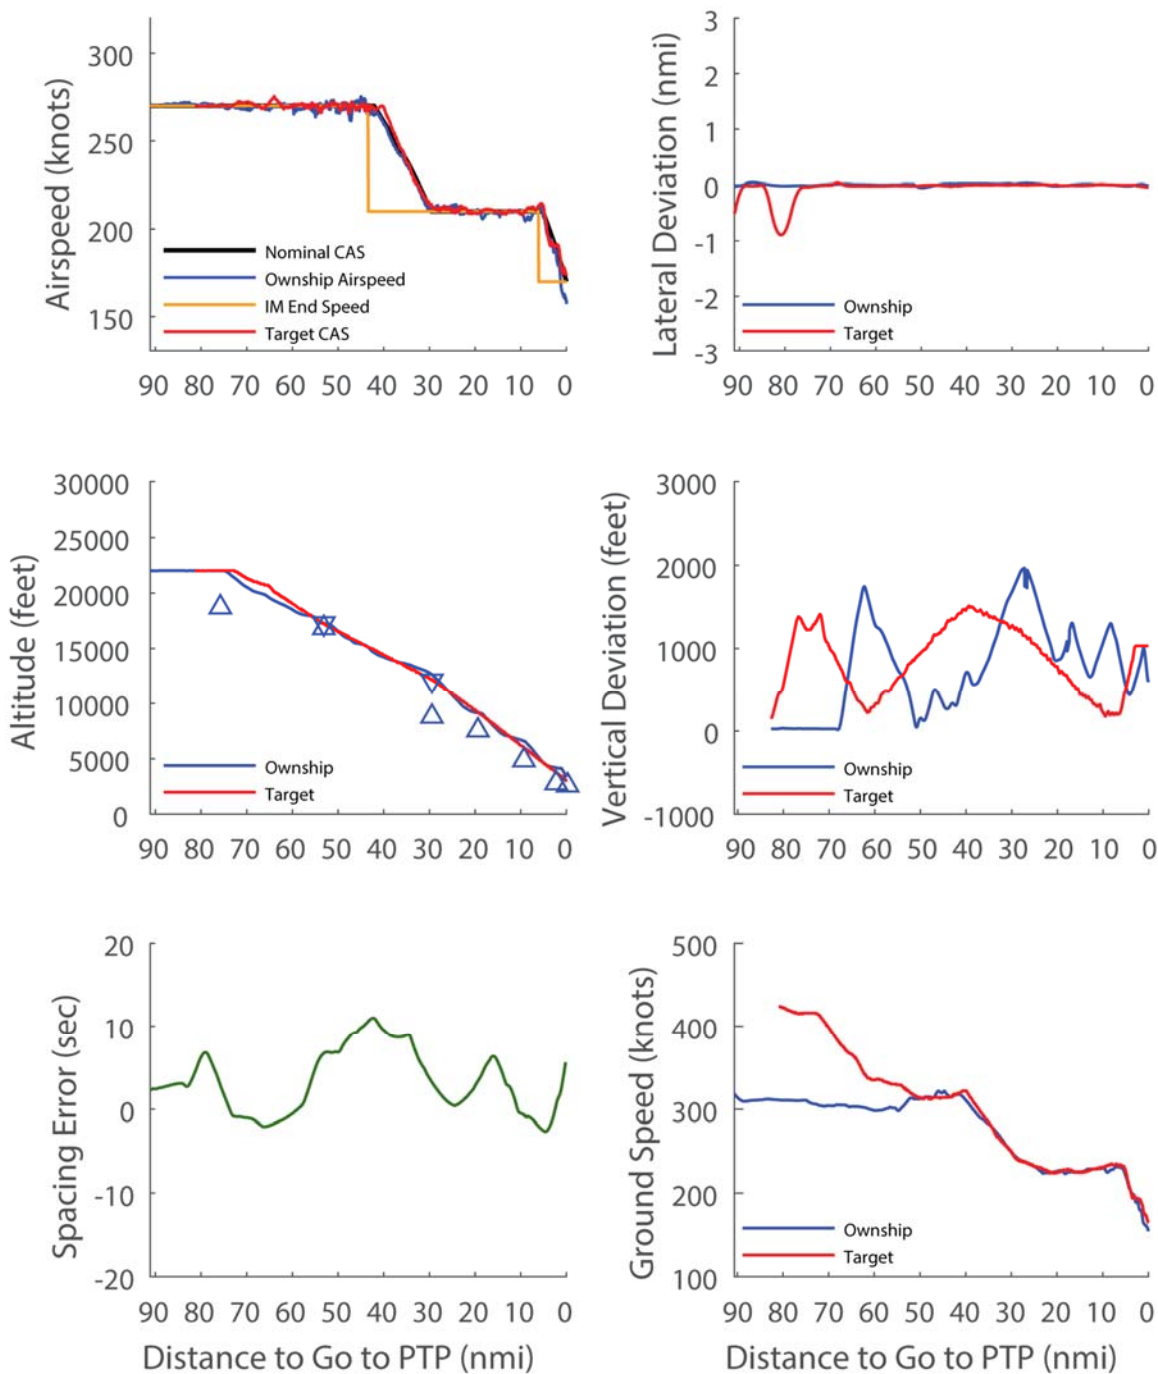 300
250
200
150
Airspeed (knots)
Nominal CAS
Ownship Airspeed
IM End Speed
Target CAS
90 80 70 60 50 40 30 20 10 0
3
2
1
0
-1
-2
-3
Lateral Deviation (nmi)
Ownship
Target
90 80 70 60 50 40 30 20 10 0
30000
25000
20000
15000
10000
5000
0
Altitude (feet)
Ownship
Target
90 80 70 60 50 40 30 20 10 0
3000
2000
1000
0
-1000
Vertical Deviation (feet)
Ownship
Target
90 80 70 60 50 40 30 20 10 0
20
10
0
-10
-20
Spacing Error (sec)
90 80 70 60 50 40 30 20 10 0
Distance to Go to PTP (nmi)
500
400
300
200
100
Ground Speed (knots)
Ownship
Target
90 80 70 60 50 40 30 20 10 0
Distance to Go to PTP (nmi)